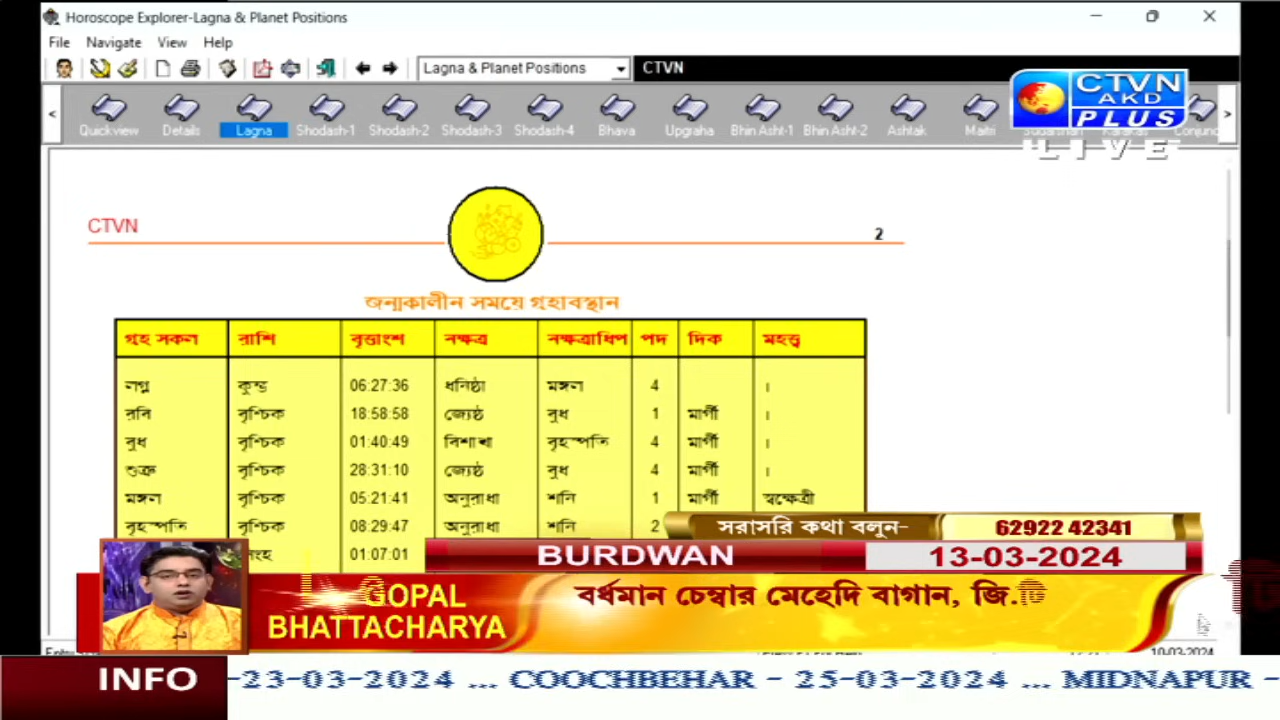 Horoscope Explorer-Lagna & Planet Positions
File Navigate View Help
Lagna & Planet Positions CTVN
Quickview Details Lagna Shodash-1 Shodash-2 Shodash-3 Shodash-4 Bhava Upgraha Bhin Asht-1 Bhin Asht-2 Ashtak Maitri
CTVN
AKD
PLUS
LIVE
CTVN 2
জন্মকালীন সময়ে গৃহাবস্থান
গৃহ সকল রাশি বৃত্তাংশ নক্ষত্র নক্ষত্রাধিপ পদ দিক মহত্ত্ব
লগ্ন কুম্ভ 06:27:36 ধনিষ্ঠা মঙ্গল 4 ।
রবি বৃশ্চিক 18:58:58 জ্যেষ্ঠ বুধ 1 মার্গী ।
বুধ বৃশ্চিক 01:40:49 বিশাখা বৃহস্পতি 4 মার্গী ।
শুক্র বৃশ্চিক 28:31:10 জ্যেষ্ঠ বুধ 4 মার্গী ।
মঙ্গল বৃশ্চিক 05:21:41 অনুরাধা শনি 1 মার্গী স্বক্ষেত্রী
বৃহস্পতি বৃশ্চিক 08:29:47 অনুরাধা শনি 2
01:07:01
সরাসরি কথা বলুন- 62922 42341
BURDWAN 13-03-2024
GOPAL
BHATTACHARYA
বর্ধমান চেম্বার মেহেদি বাগান, জি.টি
10-03-2024
INFO -23-03-2024 ... COOCHBEHAR - 25-03-2024 ... MIDNAPUR -